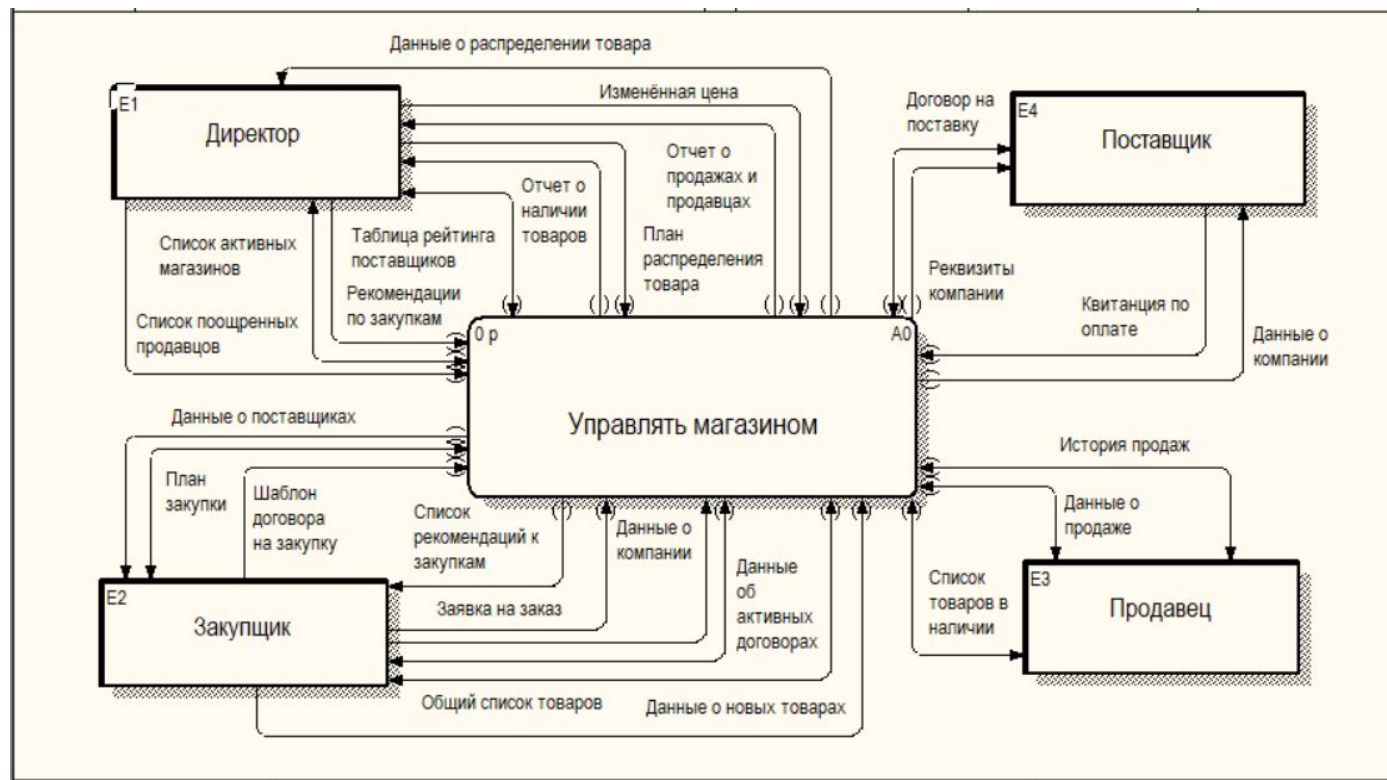 Данные о распределении товара
E1
Директор
Изменённая цена
Договор на
поставку
E4
Поставщик
Отчет о
продажах и
продавцах
Отчет о
наличии
товаров
Список активных
магазинов
Таблица рейтинга
поставщиков
План
распределения
товара
Реквизиты
компании
Рекомендации
по закупкам
Квитанция по
оплате
Список поощренных
продавцов
Данные о
компании
0 р
A0
Управлять магазином
Данные о поставщиках
История продаж
План
закупки
Шаблон
договора
на закупку
Список
рекомендаций к
закупкам
Данные о
компании
Данные
об
активных
договорах
Данные о
продаже
E2
Закупщик
Заявка на заказ
Список
товаров в
наличии
E3
Продавец
Общий список товаров
Данные о новых товарах